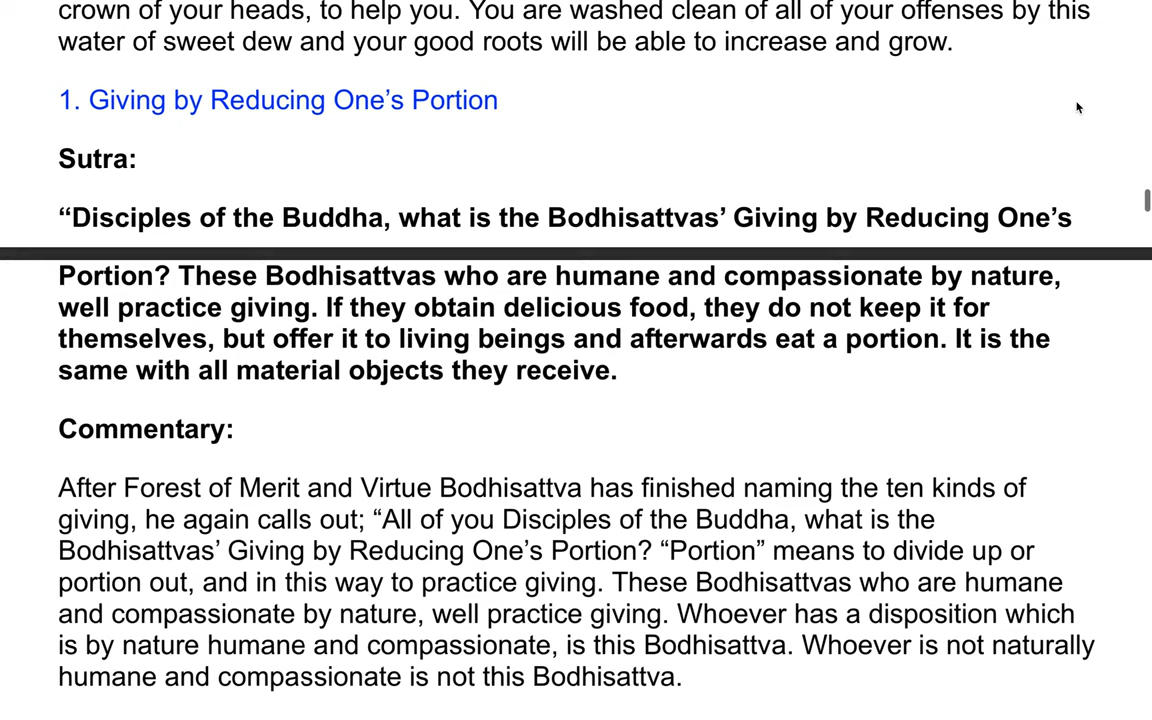 crown of your heads, to help you. You are washed clean of all of your offenses by this
water of sweet dew and your good roots will be able to increase and grow.
1. Giving by Reducing One’s Portion
Sutra:
“Disciples of the Buddha, what is the Bodhisattvas’ Giving by Reducing One’s
Portion? These Bodhisattvas who are humane and compassionate by nature,
well practice giving. If they obtain delicious food, they do not keep it for
themselves, but offer it to living beings and afterwards eat a portion. It is the
same with all material objects they receive.
Commentary:
After Forest of Merit and Virtue Bodhisattva has finished naming the ten kinds of
giving, he again calls out; “All of you Disciples of the Buddha, what is the
Bodhisattvas’ Giving by Reducing One’s Portion? “Portion” means to divide up or
portion out, and in this way to practice giving. These Bodhisattvas who are humane
and compassionate by nature, well practice giving. Whoever has a disposition which
is by nature humane and compassionate, is this Bodhisattva. Whoever is not naturally
humane and compassionate is not this Bodhisattva.